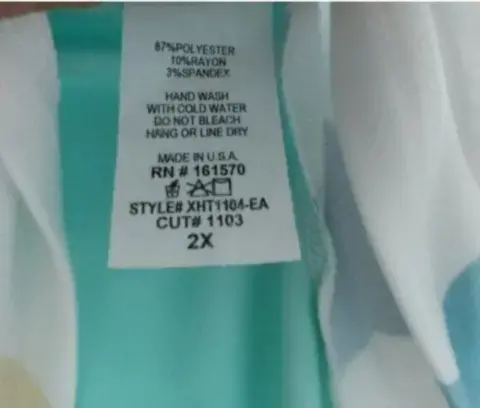 87%POLYESTER
10%RAYON
3%SPANDEX
HAND WASH
WITH COLD WATER
DO NOT BLEACH
HANG OR LINE DRY
MADE IN U.S.A.
RN # 161570
STYLE# XHT1104-EA
CUT# 1103
2X